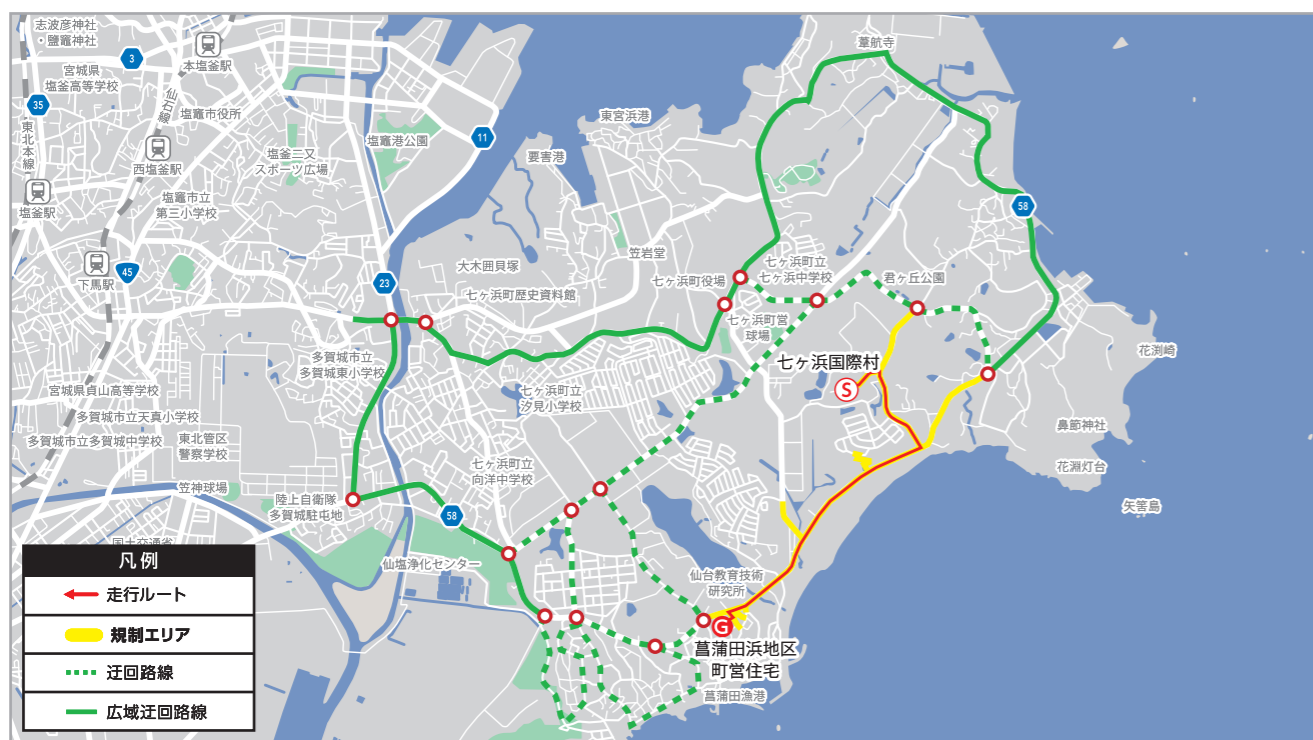 志波彦神社
・鹽竈神社
3
本塩釜駅
宮城県
塩釜高等学校
35
仙石線
塩竈市役所
東北本線
西塩釜駅
塩釜二又
スポーツ広場
塩竈港公園
11
塩釜駅
塩竈市立
第三小学校
下馬駅
45
23
東宮浜港
要害港
葦航寺
58
笠岩堂
大木囲貝塚
七ヶ浜町歴史資料館
七ヶ浜町役場
七ヶ浜町立
七ヶ浜中学校
君ヶ丘公園
七ヶ浜町営
球場
花渕崎
七ヶ浜国際村
S
多賀城市立
多賀城東小学校
宮城県貞山高等学校
多賀城市立天真小学校
多賀城市立多賀城中学校
東北管区
警察学校
七ヶ浜町立
汐見小学校
鼻節神社
花淵灯台
七ヶ浜町立
向洋中学校
笠神球場
陸上自衛隊
多賀城駐屯地
58
矢筈島
国土交通省
仙塩浄化センター
仙台教育技術
研究所
G
菖蒲田浜地区
町営住宅
菖蒲田漁港
凡例
走行ルート
規制エリア
迂回路線
広域迂回路線